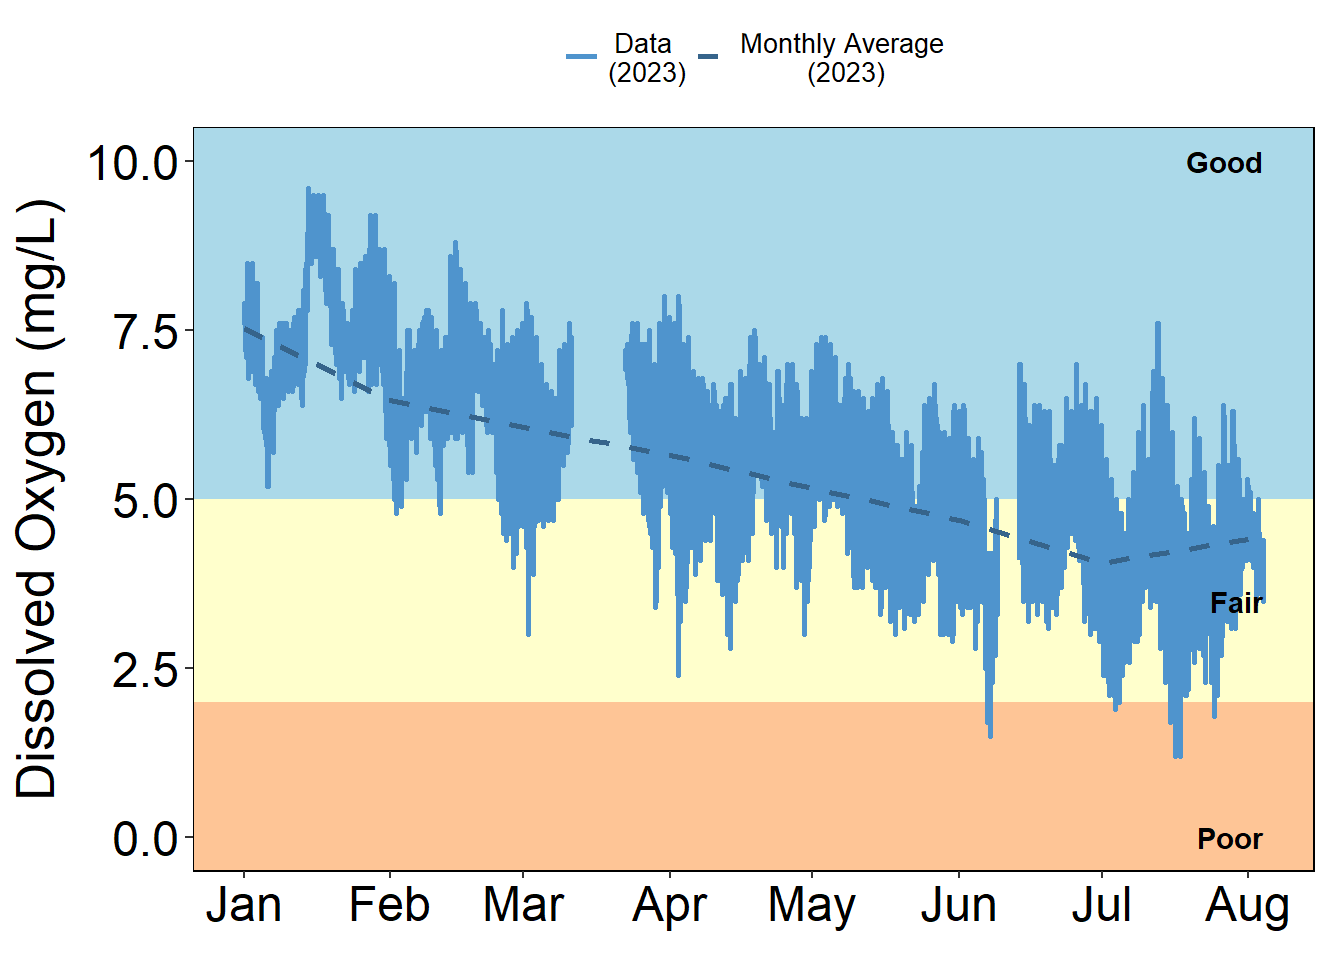 Data
(2023)
Monthly Average
(2023)
Dissolved Oxygen (mg/L)
10.0
7.5
5.0
2.5
0.0
Good
Fair
Poor
Jan Feb Mar Apr May Jun Jul Aug